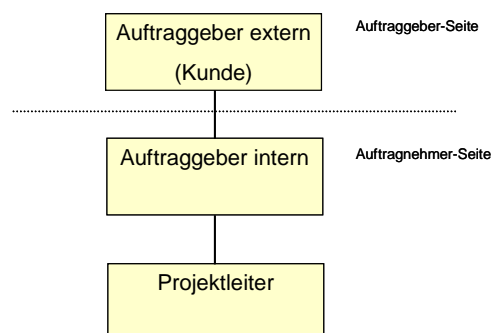 Auftraggeber extern
(Kunde)
Auftraggeber-Seite
Auftraggeber intern
Auftragnehmer-Seite
Projektleiter